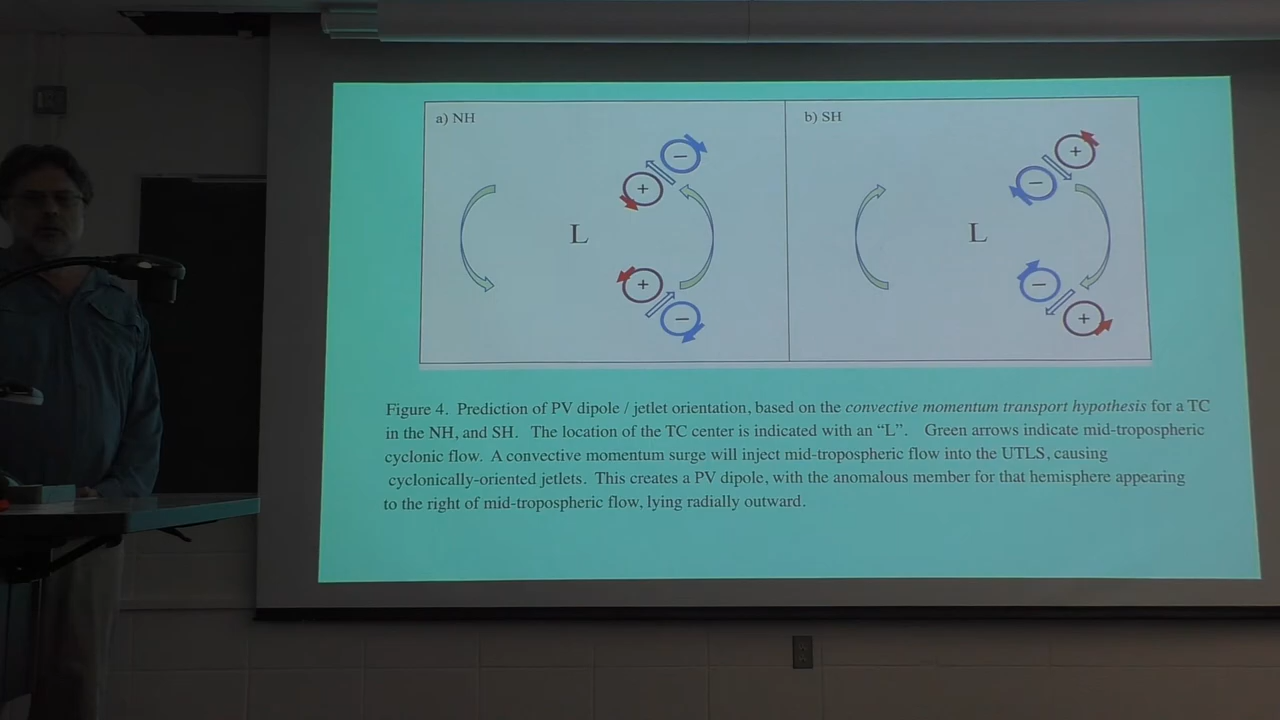 a) NH
b) SH
−
+
L
+
−
+
−
L
−
+
Figure 4. Prediction of PV dipole / jetlet orientation, based on the convective momentum transport hypothesis for a TC
in the NH, and SH. The location of the TC center is indicated with an “L”. Green arrows indicate mid-tropospheric
cyclonic flow. A convective momentum surge will inject mid-tropospheric flow into the UTLS, causing
cyclonically-oriented jetlets. This creates a PV dipole, with the anomalous member for that hemisphere appearing
to the right of mid-tropospheric flow, lying radially outward.